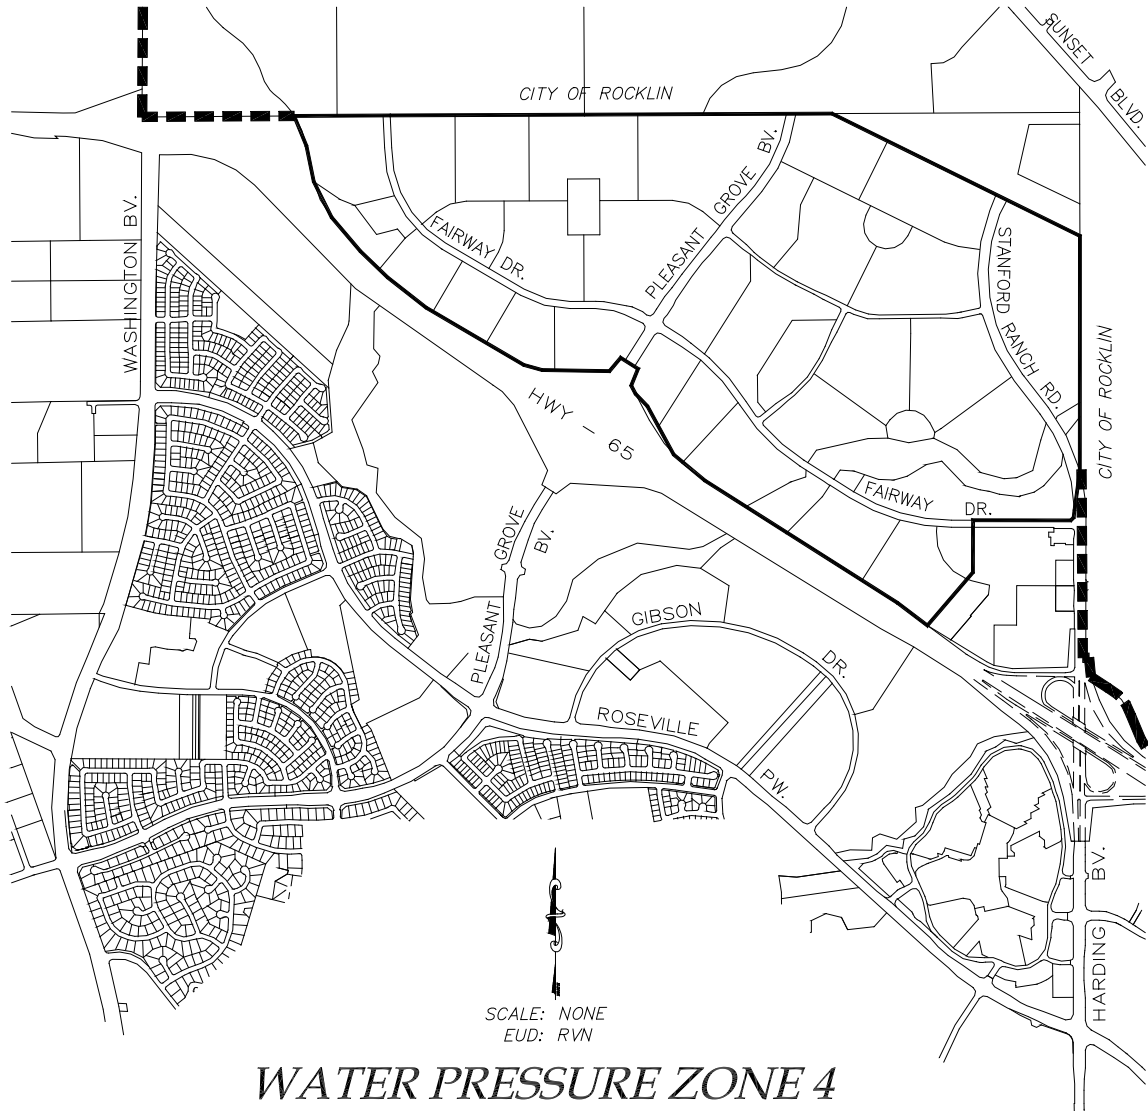 SUNSET BLVD.
CITY OF ROCKLIN
WASHINGTON BV.
FAIRWAY DR.
PLEASANT GROVE BV.
STANFORD RANCH RD.
CITY OF ROCKLIN
HWY - 65
FAIRWAY DR.
PLEASANT GROVE BV.
GIBSON DR.
ROSEVILLE PW.
HARDING BV.
SCALE: NONE
EUD: RVN
WATER PRESSURE ZONE 4